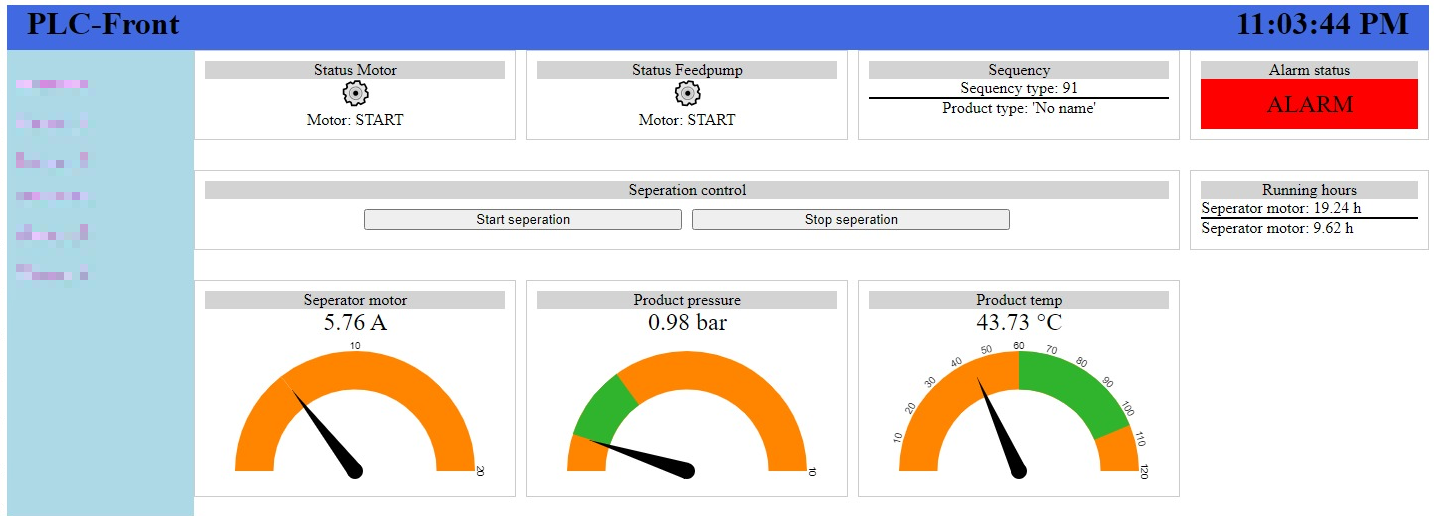 PLC-Front
11:03:44 PM
Status Motor
Motor: START
Status Feedpump
Motor: START
Sequency
Sequency type: 91
Product type: 'No name'
Alarm status
ALARM
Seperation control
Start seperation
Stop seperation
Running hours
Seperator motor: 19.24 h
Seperator motor: 9.62 h
Seperator motor
5.76 A
10
20
Product pressure
0.98 bar
10
Product temp
43.73 °C
10
20
30
40
50
60
70
80
90
100
110
120